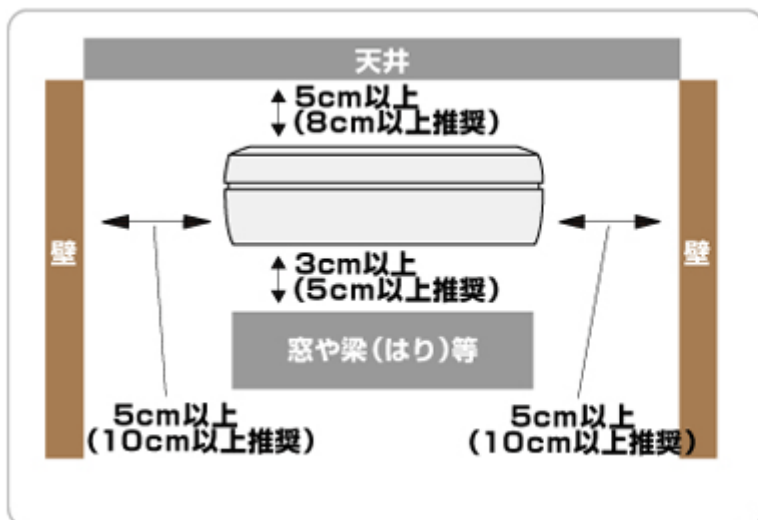 天井
5cm以上
(8cm以上推奨)
壁
壁
3cm以上
(5cm以上推奨)
窓や梁(はり)等
5cm以上
(10cm以上推奨)
5cm以上
(10cm以上推奨)